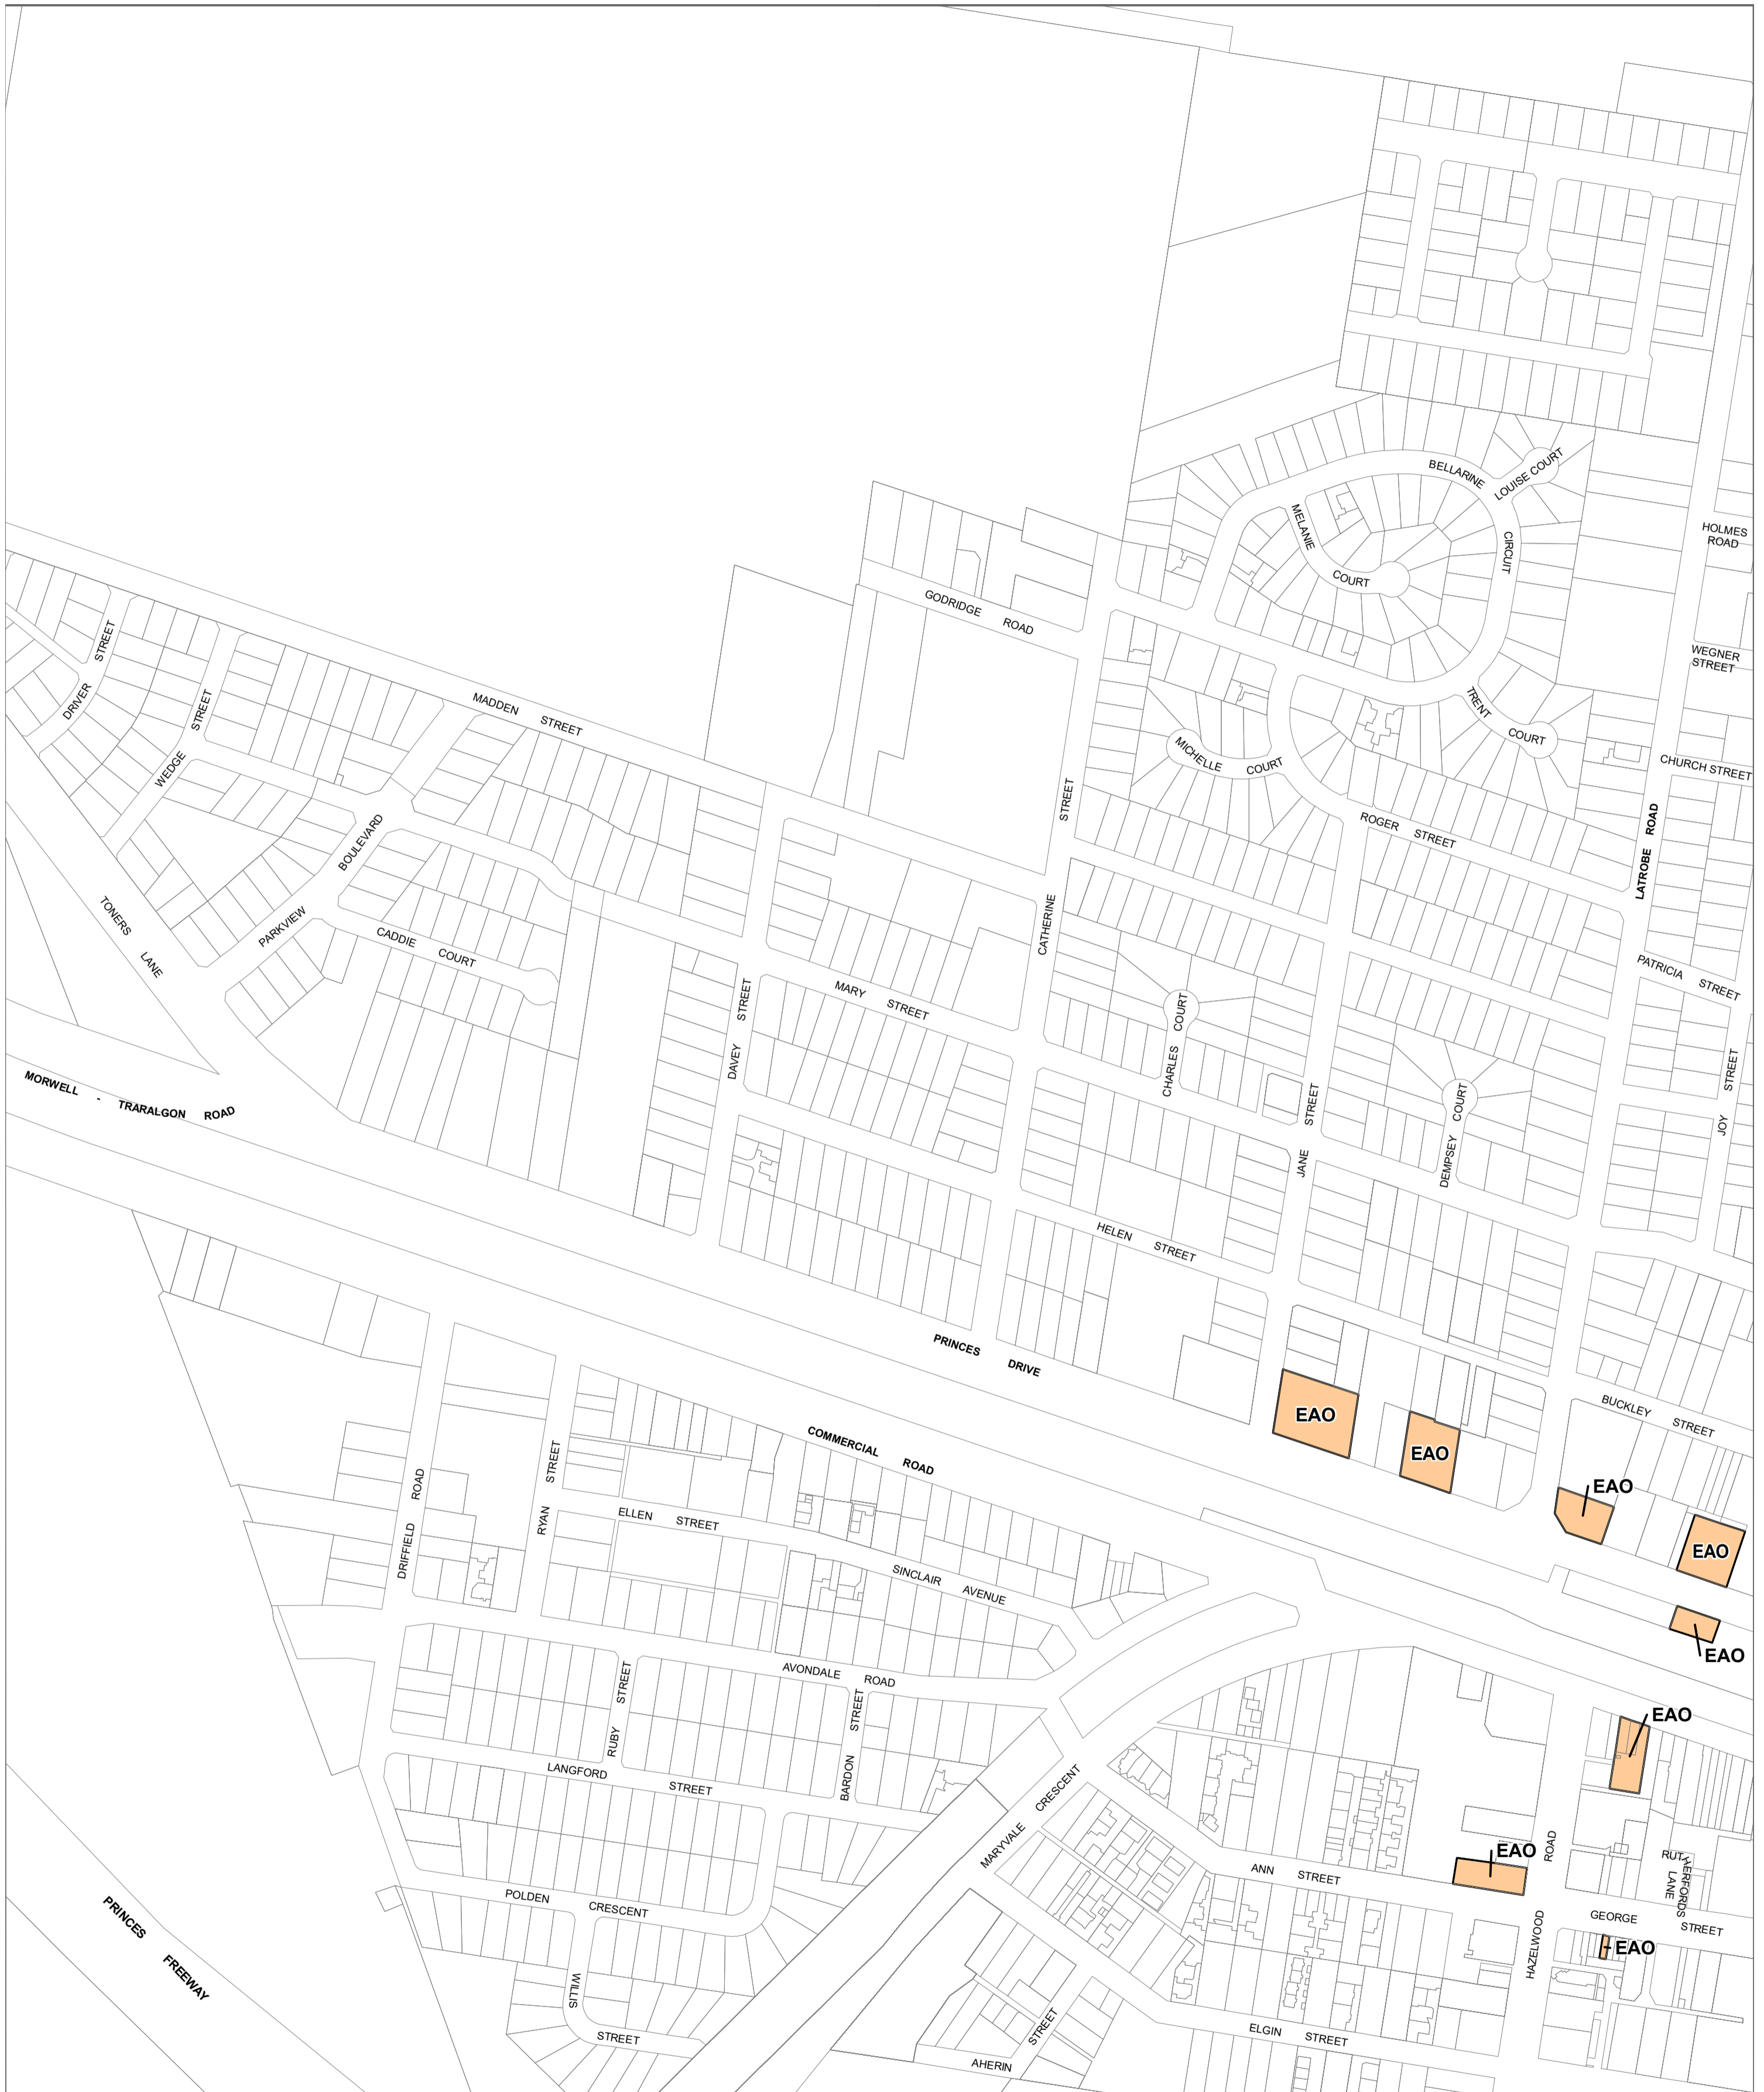 BELLARINE
LOUISE COURT
MELANIE
COURT
CIRCUIT
HOLMES
ROAD
GODRIDGE ROAD
WEGNER
STREET
DRIVER STREET
WEDGE STREET
MADDEN STREET
TRENT
COURT
MICHELLE COURT
CHURCH STREET
ROGER STREET
LATROBE ROAD
PARKVIEW BOULEVARD
TONERS LANE
CADDIE COURT
CATHERINE STREET
PATRICIA STREET
MARY STREET
DAVEY STREET
CHARLES COURT
JANE STREET
DEMPSEY COURT
JOY STREET
MORWELL - TRARALGON ROAD
HELEN STREET
PRINCES DRIVE
EAO
EAO
BUCKLEY STREET
EAO
EAO
EAO
COMMERCIAL ROAD
DRIFFIELD ROAD
RYAN STREET
ELLEN STREET
SINCLAIR AVENUE
AVONDALE ROAD
RUBY STREET
BARDON STREET
LANGFORD STREET
MARYVALE CRESCENT
EAO
EAO
ANN STREET
HAZELWOOD ROAD
RUT
HERFORDS
LANE
GEORGE STREET
EAO
POLDEN CRESCENT
PRINCES FREEWAY
WILLIS
STREET
ELGIN STREET
AHERIN STREET